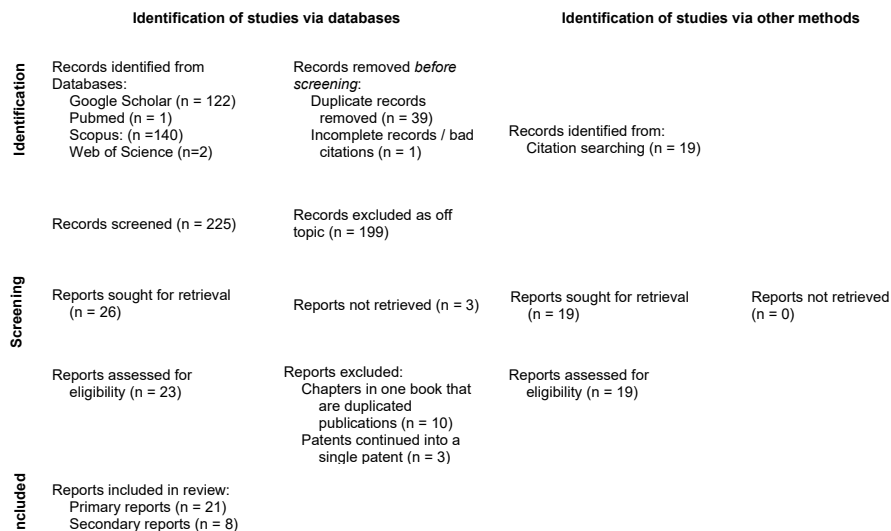 Identification of studies via databases
Identification of studies via other methods
Identification
Records identified from
Databases:
Google Scholar (n = 122)
Pubmed (n = 1)
Scopus: (n =140)
Web of Science (n=2)
Records removed before
screening:
Duplicate records
removed (n = 39)
Incomplete records / bad
citations (n = 1)
Records identified from:
Citation searching (n = 19)
Screening
Records screened (n = 225)
Records excluded as off
topic (n = 199)
Reports sought for retrieval
(n = 26)
Reports not retrieved (n = 3)
Reports sought for retrieval
(n = 19)
Reports not retrieved
(n = 0)
Reports assessed for
eligibility (n = 23)
Reports excluded:
Chapters in one book that
are duplicated
publications (n = 10)
Patents continued into a
single patent (n = 3)
Reports assessed for
eligibility (n = 19)
ncluded
Reports included in review:
Primary reports (n = 21)
Secondary reports (n = 8)